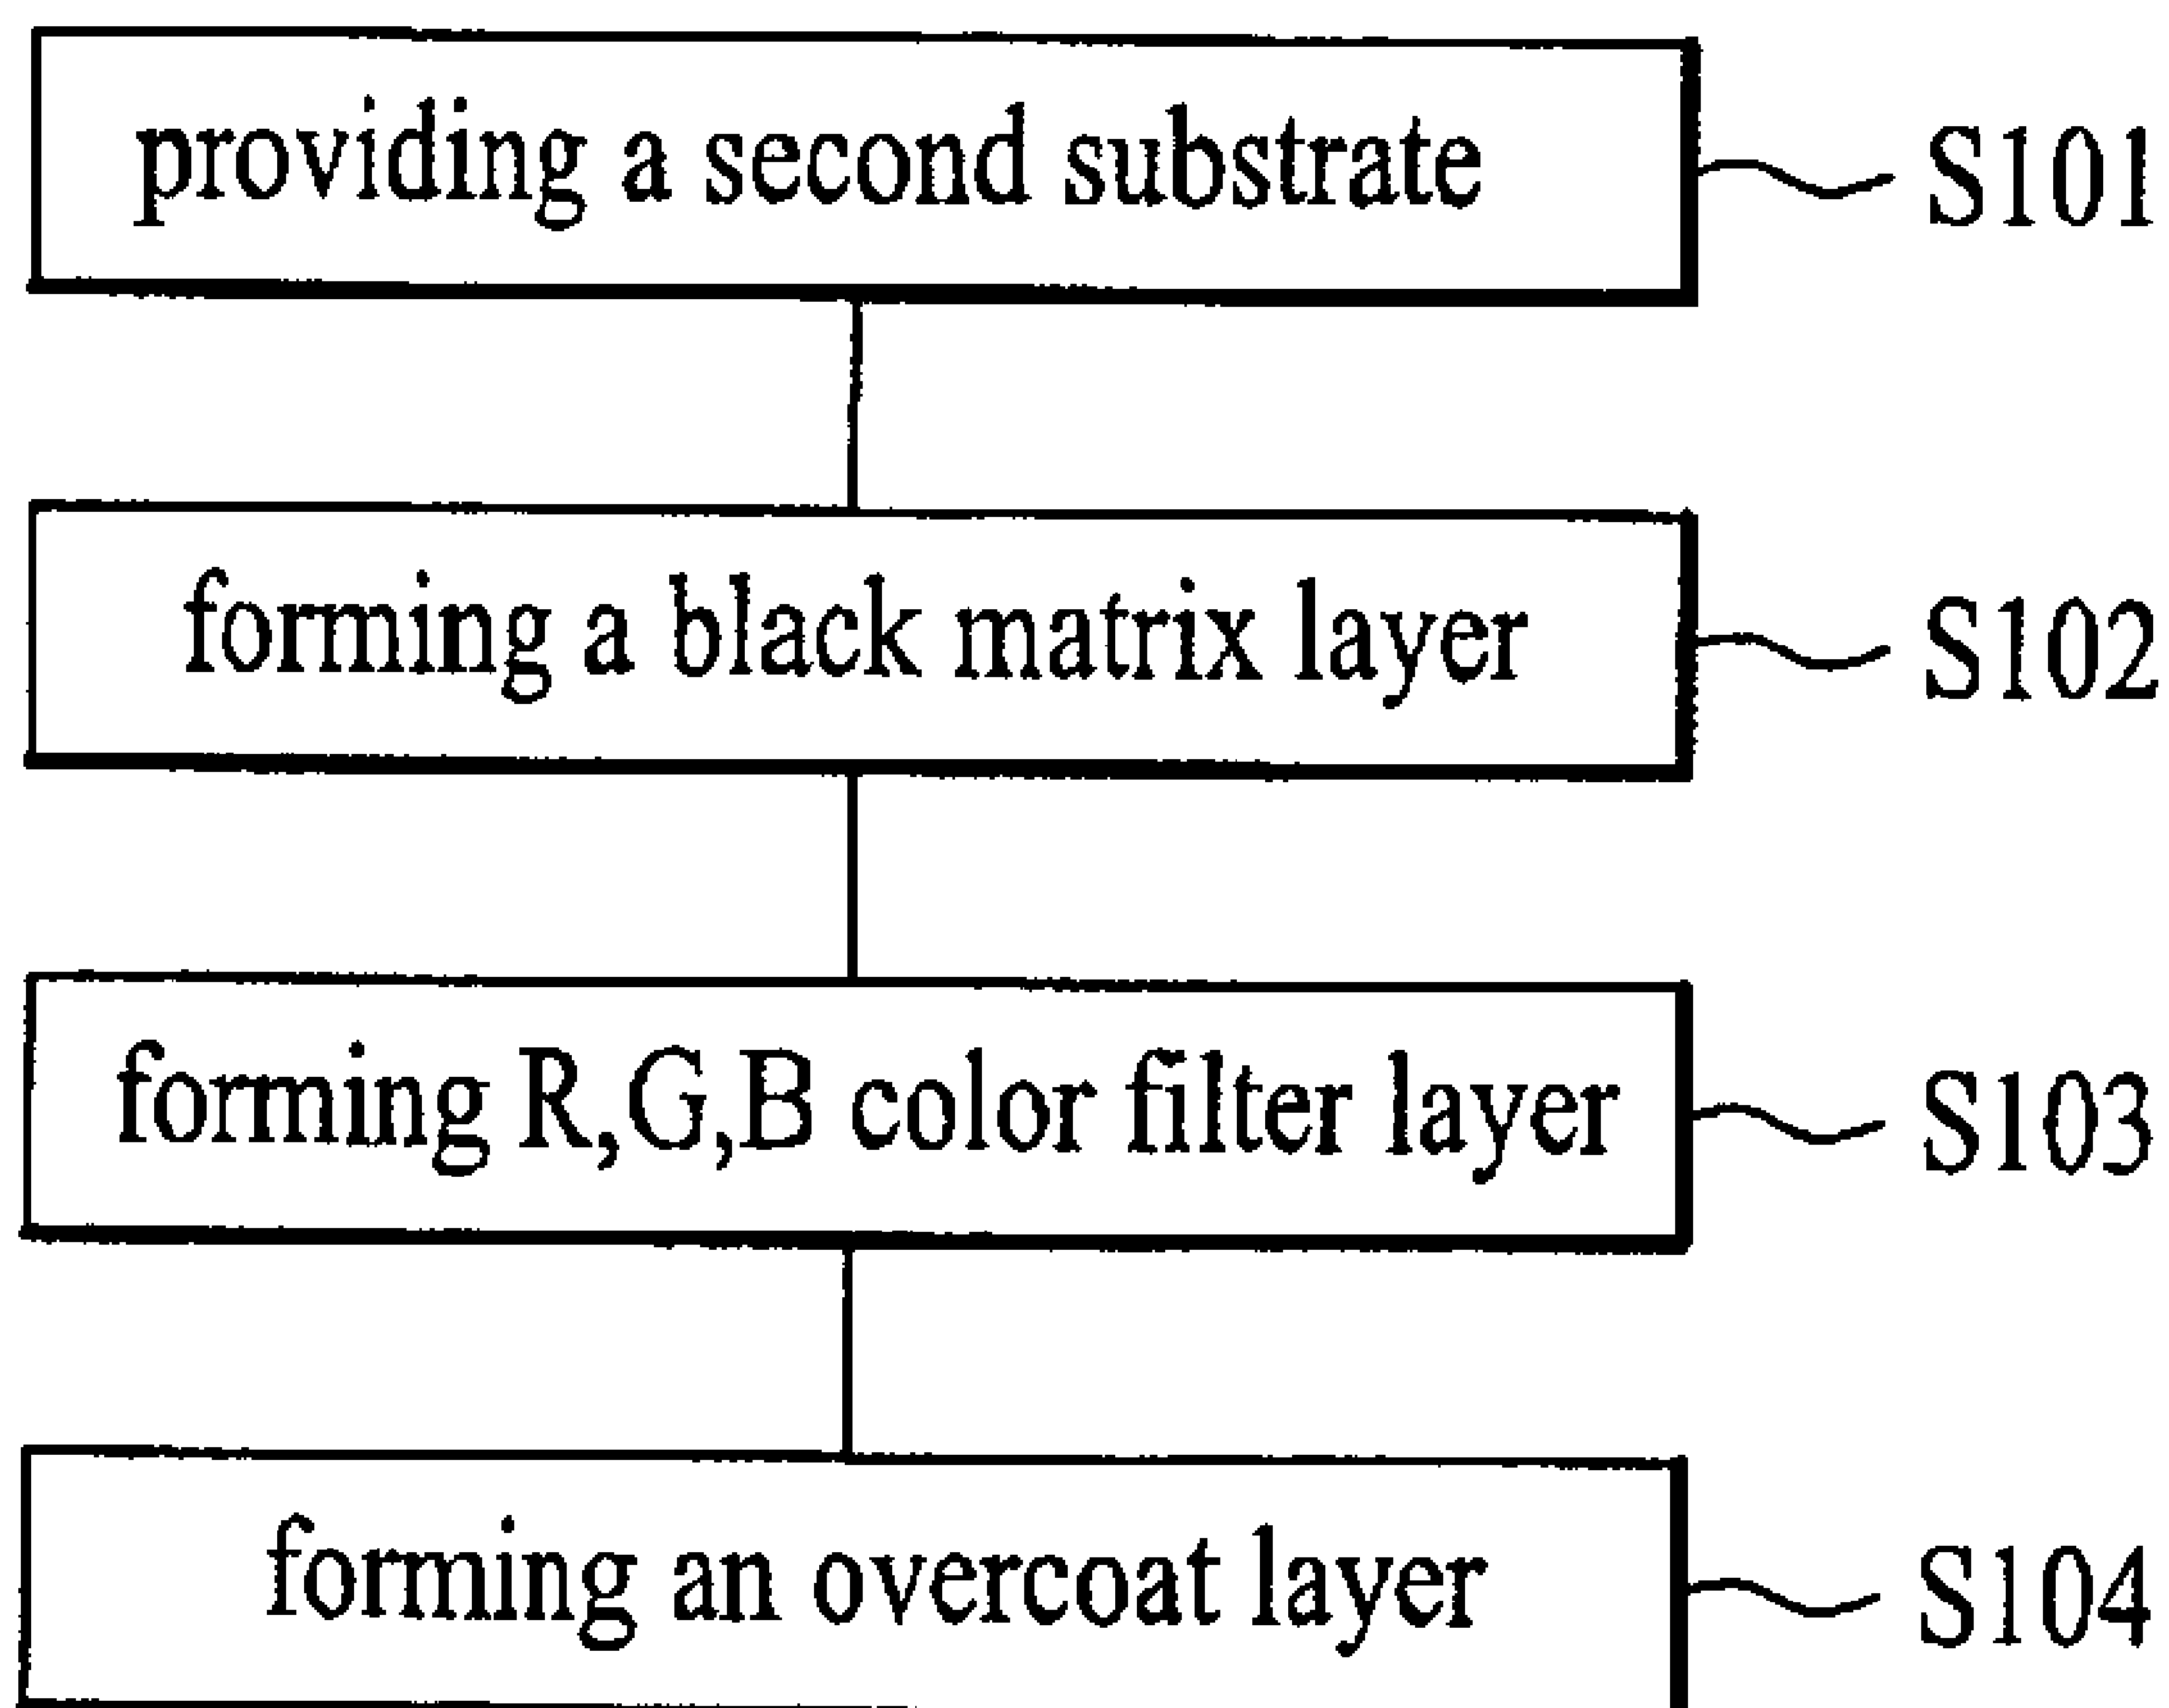 providing a second substrate S101
forming a black matrix layer S102
forming R,G,B color filter layer S103
forming an overcoat layer S104